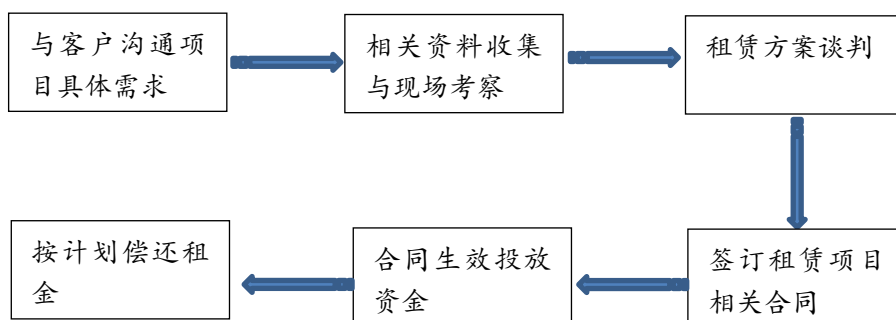 与客户沟通项
目具体需求
相关资料收集
与现场考察
租赁方案谈判
签订租赁项目
相关合同
合同生效投放
资金
按计划偿还租
金